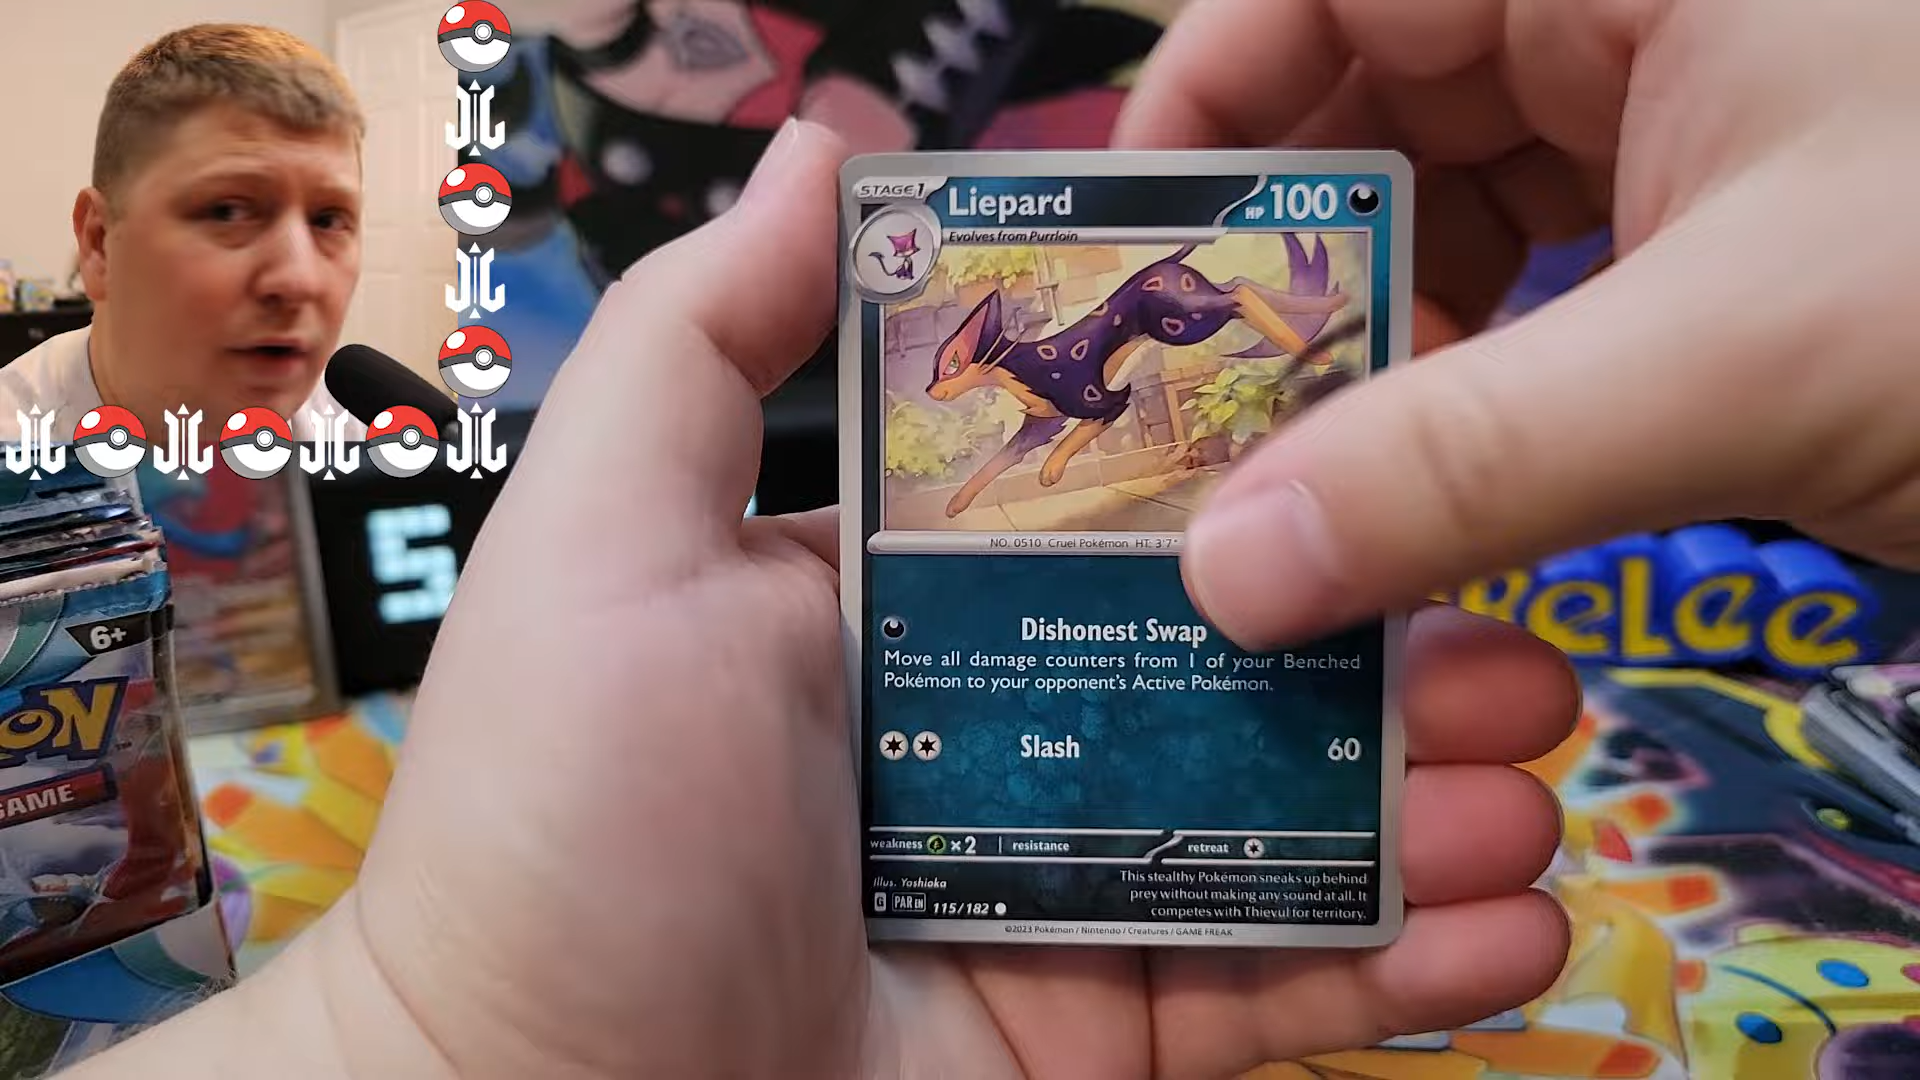 STAGE 1 Liepard HP 100
Evolves from Purrloin
NO. 0510 Cruel Pokémon HT: 3'7"
Dishonest Swap
Move all damage counters from 1 of your Benched
Pokémon to your opponent's Active Pokémon.
Slash 60
weakness ×2 resistance retreat
This stealthy Pokémon sneaks up behind
prey without making any sound at all. It
competes with Thievul for territory.
Illus. Yoshioka
G PAR EN 115/182
©2023 Pokémon / Nintendo / Creatures / GAME FREAK
5
6+
GAME